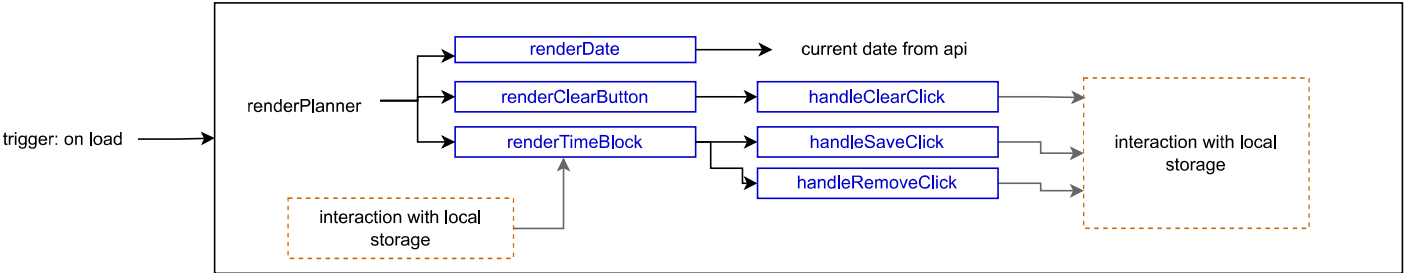 trigger: on load
renderPlanner
renderDate
current date from api
renderClearButton
handleClearClick
renderTimeBlock
handleSaveClick
handleRemoveClick
interaction with local
storage
interaction with local
storage